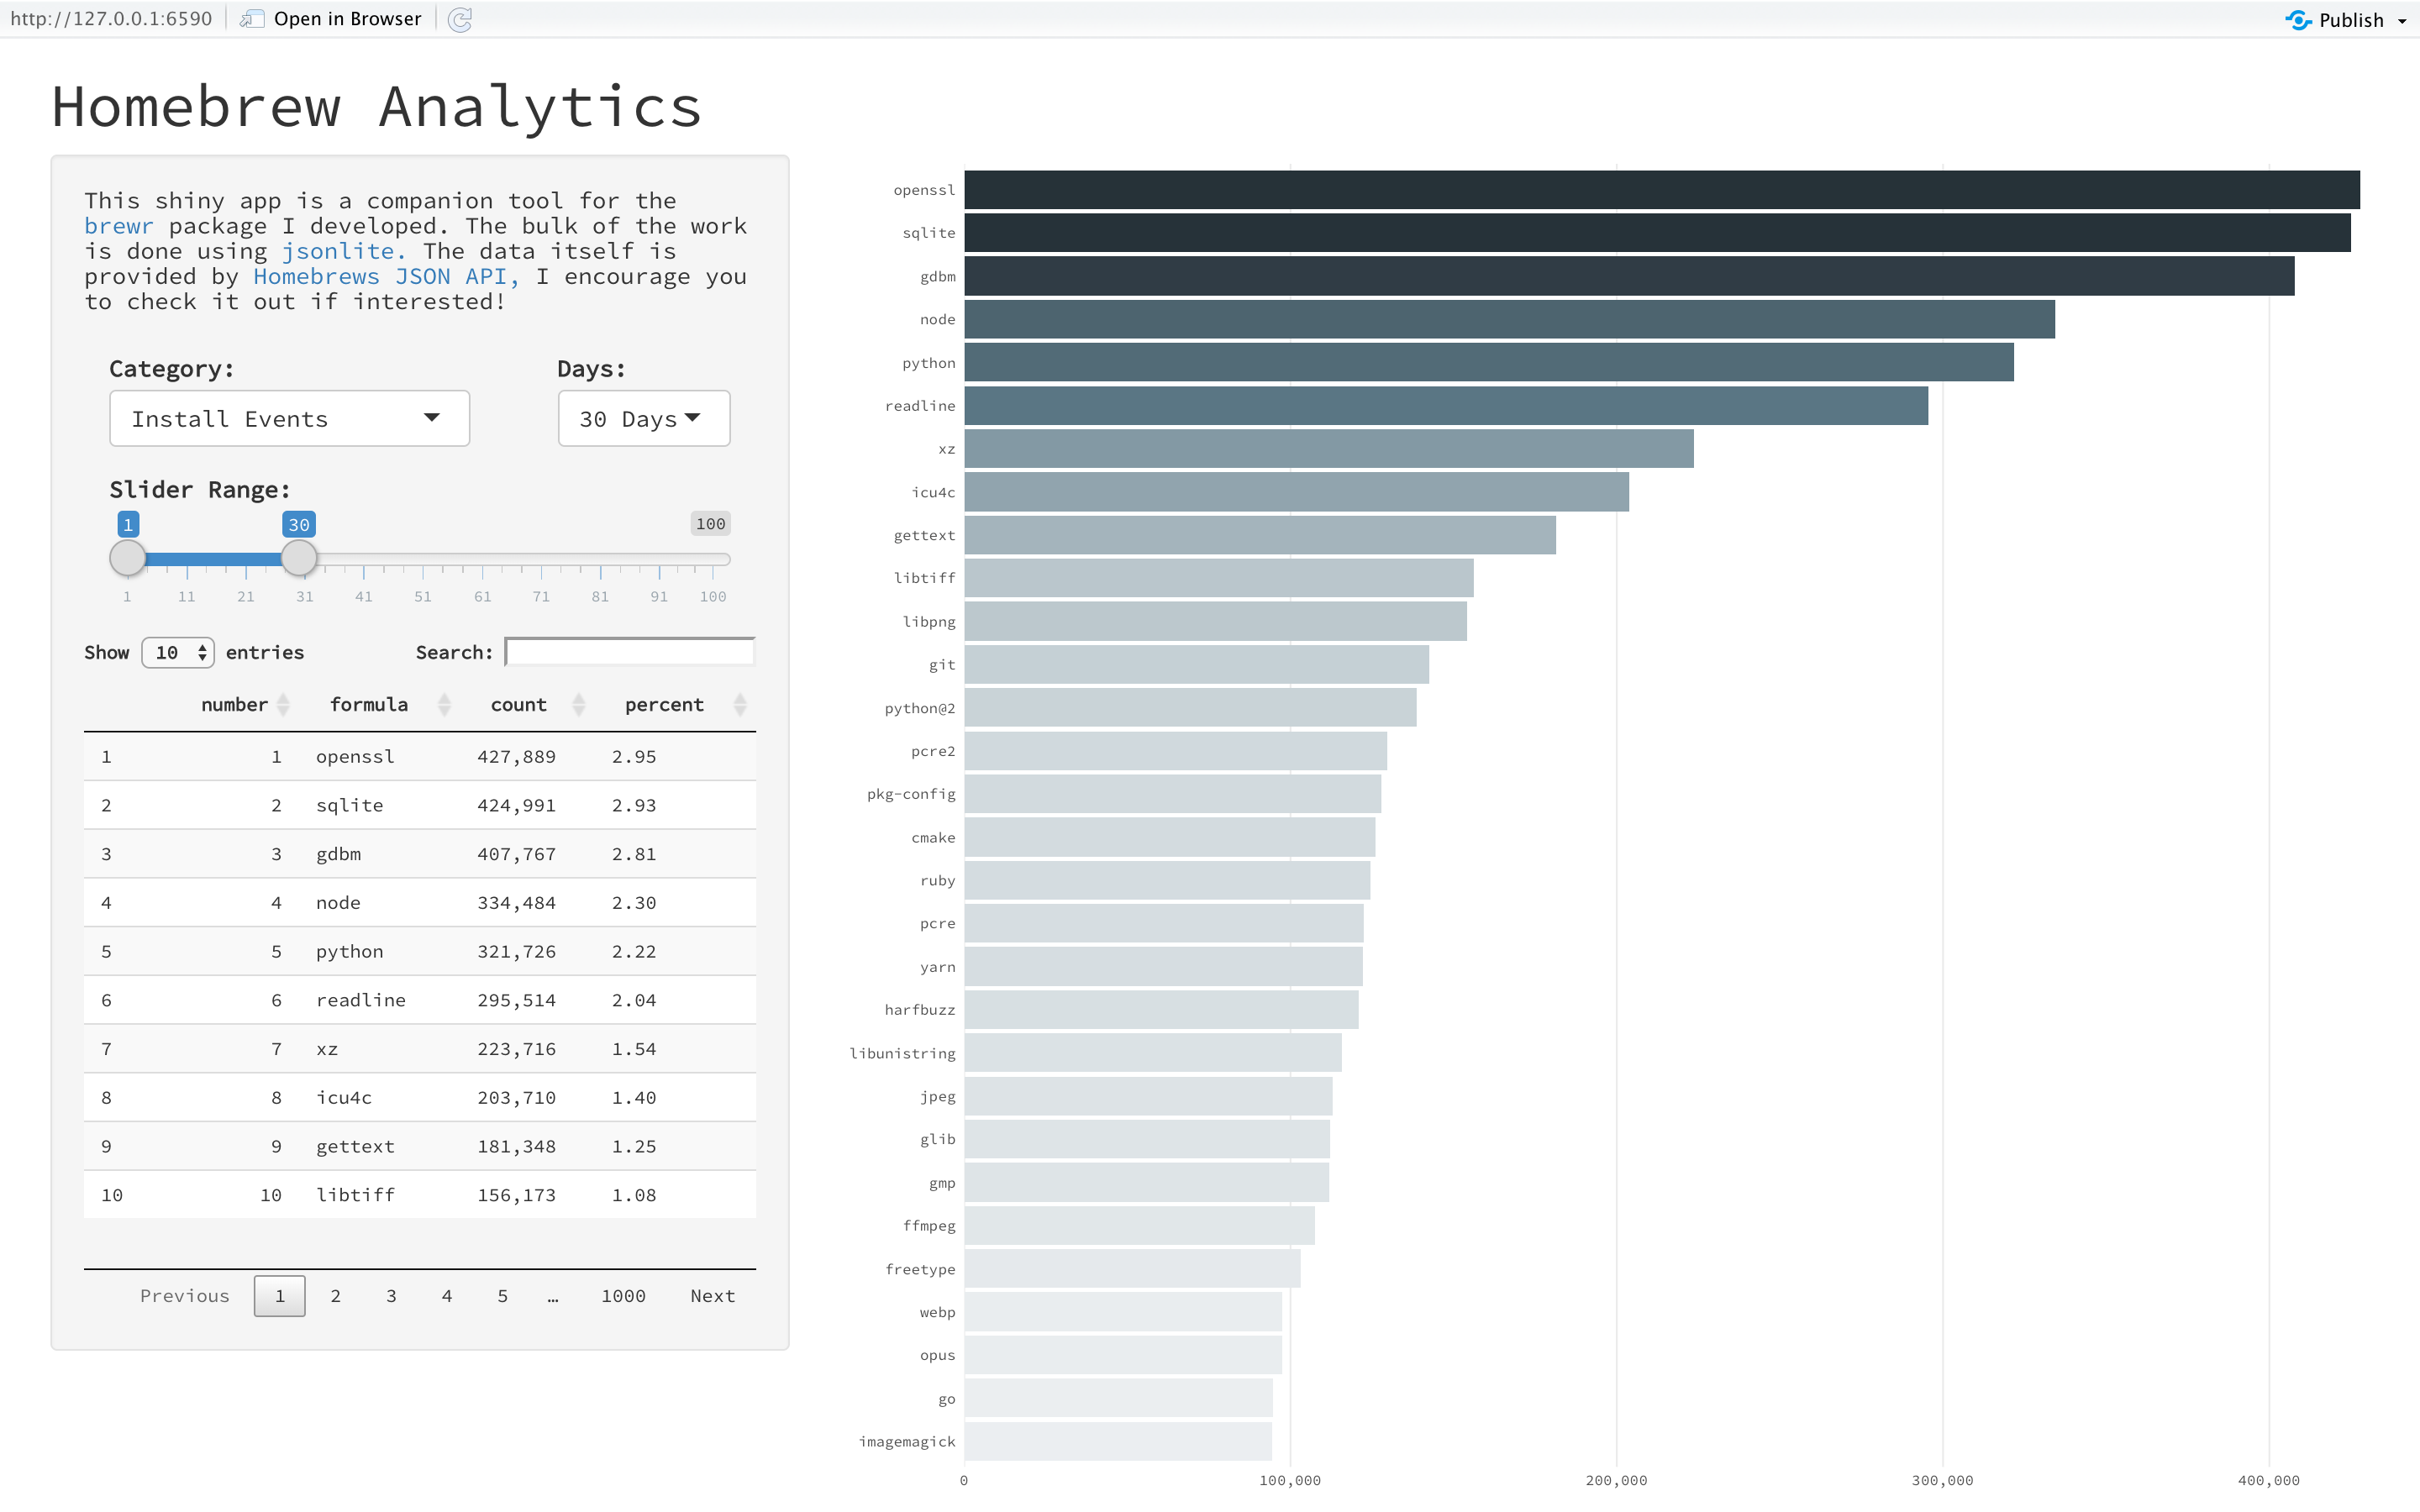 http://127.0.0.1:6590 Open in Browser Publish
Homebrew Analytics
This shiny app is a companion tool for the
brewr package I developed. The bulk of the work
is done using jsonlite. The data itself is
provided by Homebrews JSON API, I encourage you
to check it out if interested!
Category: Days:
Install Events 30 Days
Slider Range:
1 30 100
1 11 21 31 41 51 61 71 81 91 100
Show 10 entries Search:
number formula count percent
1 1 openssl 427,889 2.95
2 2 sqlite 424,991 2.93
3 3 gdbm 407,767 2.81
4 4 node 334,484 2.30
5 5 python 321,726 2.22
6 6 readline 295,514 2.04
7 7 xz 223,716 1.54
8 8 icu4c 203,710 1.40
9 9 gettext 181,348 1.25
10 10 libtiff 156,173 1.08
Previous 1 2 3 4 5 … 1000 Next
openssl
sqlite
gdbm
node
python
readline
xz
icu4c
gettext
libtiff
libpng
git
python@2
pcre2
pkg-config
cmake
ruby
pcre
yarn
harfbuzz
libunistring
jpeg
glib
gmp
ffmpeg
freetype
webp
opus
go
imagemagick
0 100,000 200,000 300,000 400,000